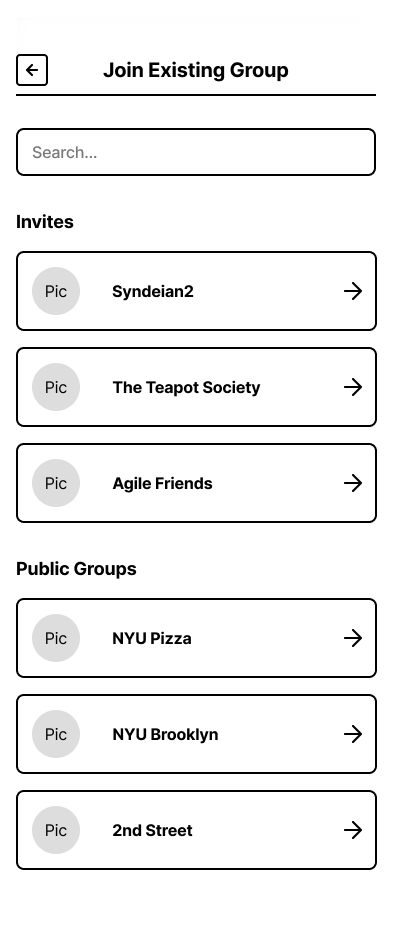 Join Existing Group
Search...
Invites
Pic Syndeian2
Pic The Teapot Society
Pic Agile Friends
Public Groups
Pic NYU Pizza
Pic NYU Brooklyn
Pic 2nd Street